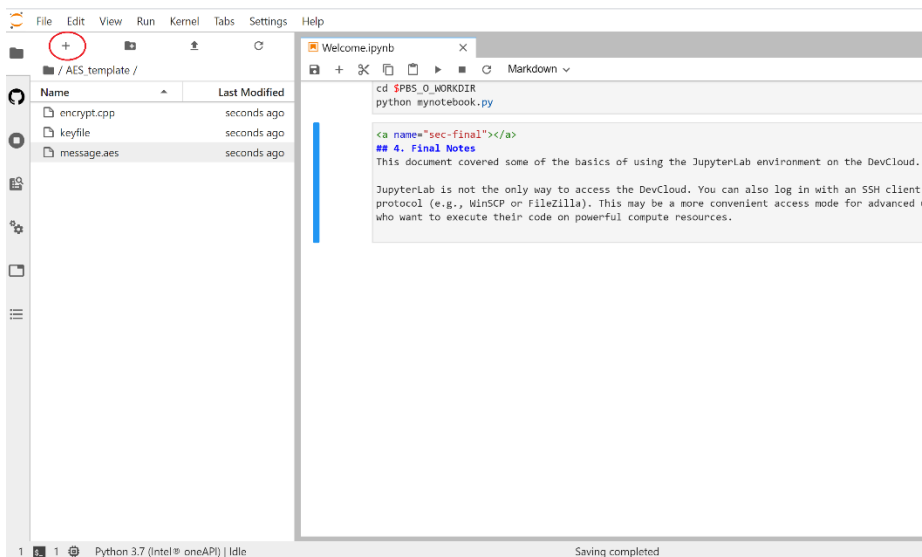 File Edit View Run Kernel Tabs Settings Help
/ AES_template /
Name Last Modified
encrypt.cpp seconds ago
keyfile seconds ago
message.aes seconds ago
Welcome.ipynb
Markdown
cd $PBS_O_WORKDIR
python mynotebook.py
<a name="sec-final"></a>
## 4. Final Notes
This document covered some of the basics of using the JupyterLab environment on the DevCloud.
JupyterLab is not the only way to access the DevCloud. You can also log in with an SSH client
protocol (e.g., WinSCP or FileZilla). This may be a more convenient access mode for advanced
who want to execute their code on powerful compute resources.
1 $_ 1 Python 3.7 (Intel® oneAPI) | Idle Saving completed